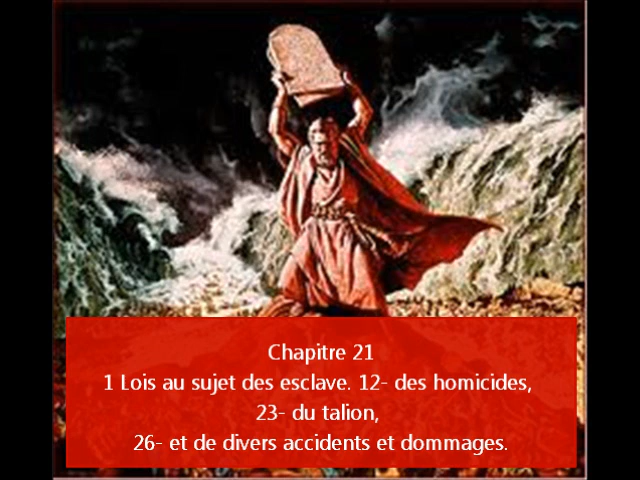 Chapitre 21
1 Lois au sujet des esclave. 12- des homicides,
23- du talion,
26- et de divers accidents et dommages.